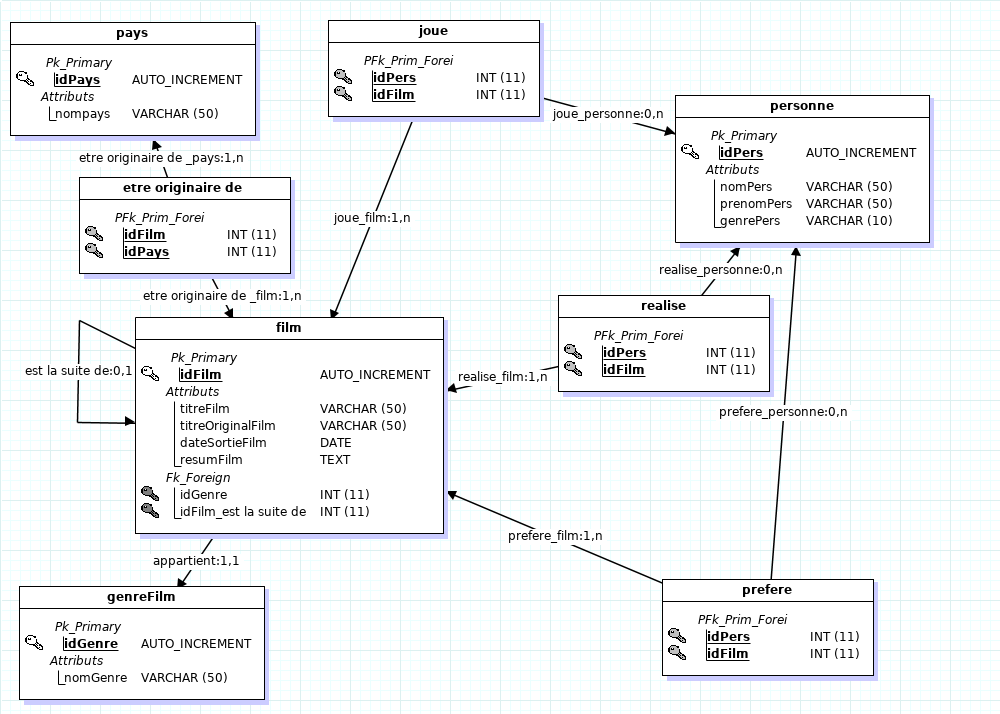 pays
Pk_Primary
idPays AUTO_INCREMENT
Attributs
nompays VARCHAR (50)
joue
PFk_Prim_Forei
idPers INT (11)
idFilm INT (11)
joue_personne:0,n
personne
Pk_Primary
idPers AUTO_INCREMENT
Attributs
nomPers VARCHAR (50)
prenomPers VARCHAR (50)
genrePers VARCHAR (10)
etre originaire de _pays:1,n
etre originaire de
PFk_Prim_Forei
idFilm INT (11)
idPays INT (11)
joue_film:1,n
etre originaire de _film:1,n
realise_personne:0,n
realise
PFk_Prim_Forei
idPers INT (11)
idFilm INT (11)
realise_film:1,n
film
Pk_Primary
idFilm AUTO_INCREMENT
Attributs
titreFilm VARCHAR (50)
titreOriginalFilm VARCHAR (50)
dateSortieFilm DATE
resumFilm TEXT
Fk_Foreign
idGenre INT (11)
idFilm_est la suite de INT (11)
est la suite de:0,1
prefere_personne:0,n
prefere_film:1,n
appartient:1,1
genreFilm
Pk_Primary
idGenre AUTO_INCREMENT
Attributs
nomGenre VARCHAR (50)
prefere
PFk_Prim_Forei
idPers INT (11)
idFilm INT (11)